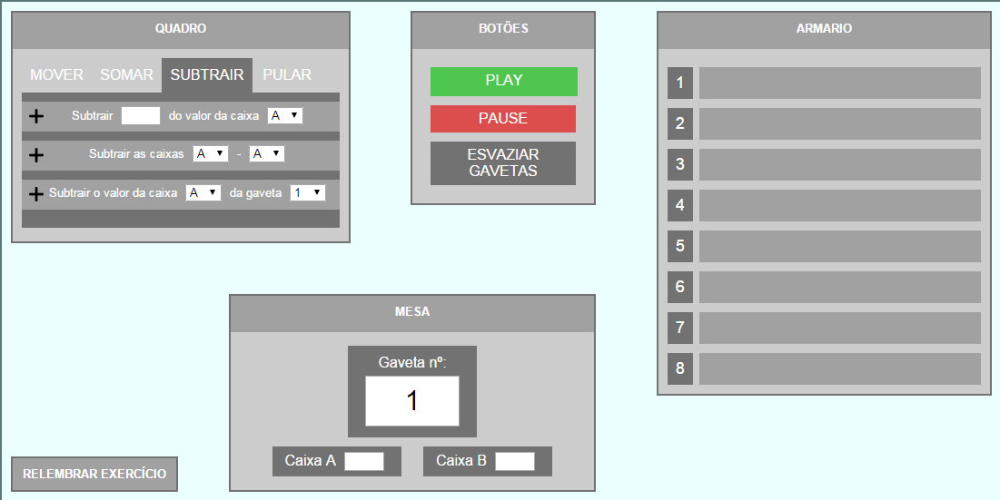 QUADRO
MOVER SOMAR SUBTRAIR PULAR
+ Subtrair do valor da caixa A ▼
+ Subtrair as caixas A ▼ - A ▼
+ Subtrair o valor da caixa A ▼ da gaveta 1 ▼
BOTÕES
PLAY
PAUSE
ESVAZIAR
GAVETAS
ARMARIO
1
2
3
4
5
6
7
8
MESA
Gaveta nº:
1
Caixa A Caixa B
RELEMBRAR EXERCÍCIO